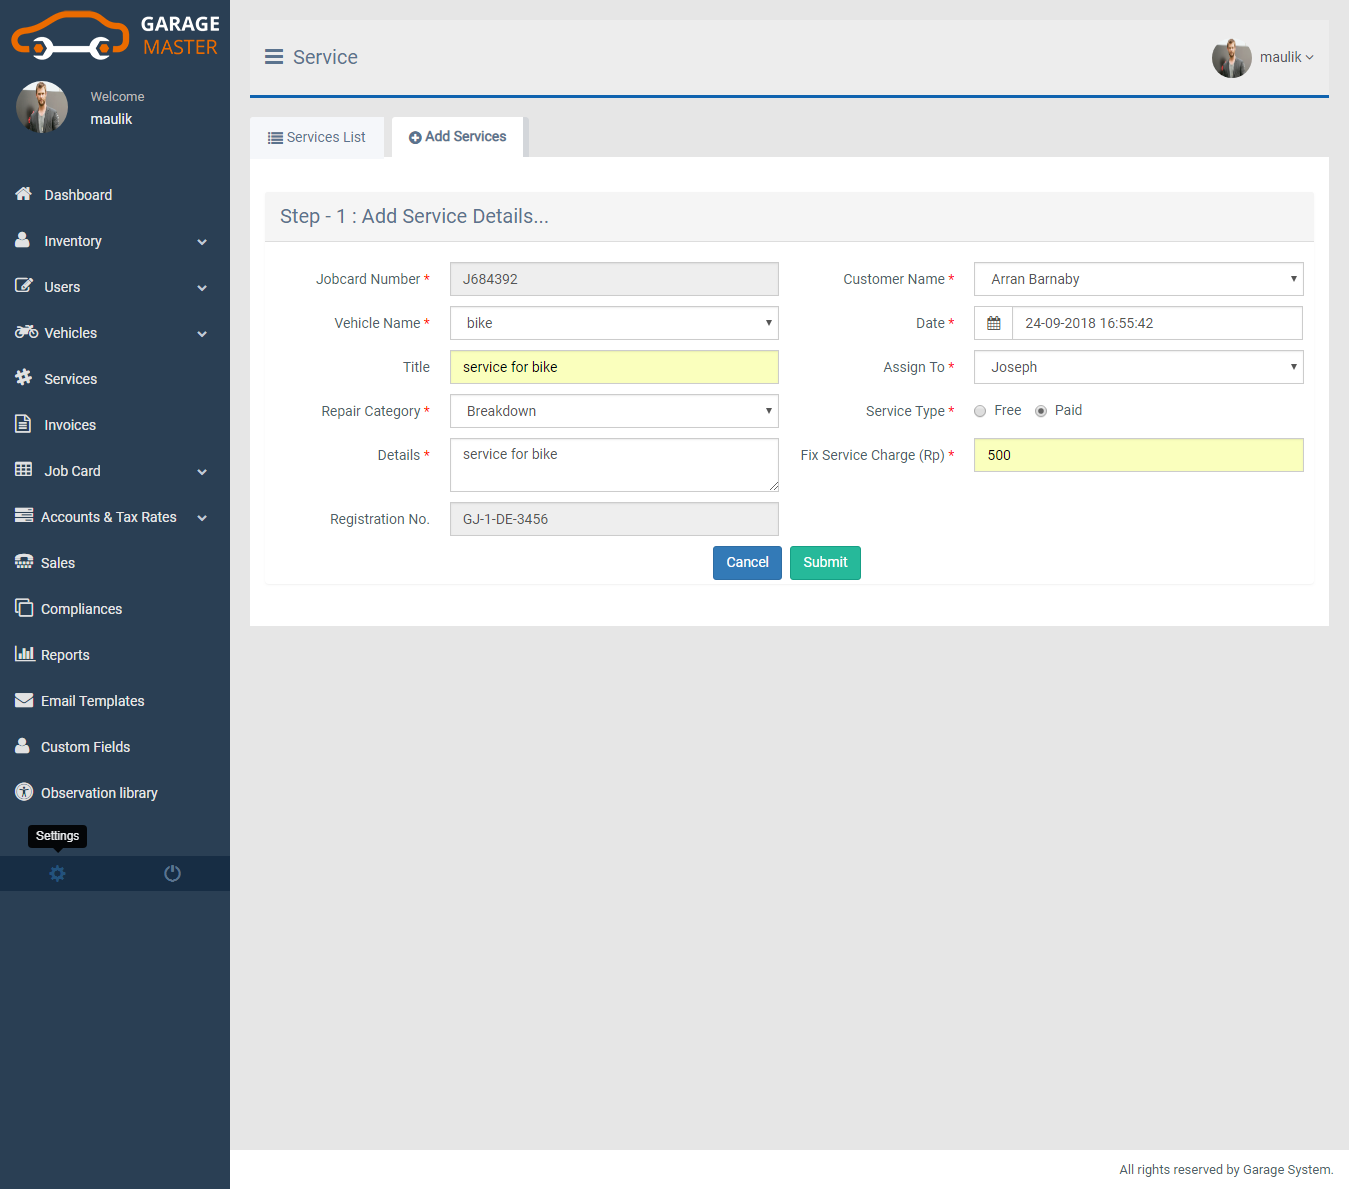 GARAGE
MASTER
Welcome
maulik
Dashboard
Inventory
Users
Vehicles
Services
Invoices
Job Card
Accounts & Tax Rates
Sales
Compliances
Reports
Email Templates
Custom Fields
Observation library
Settings
Service
maulik
Services List
Add Services
Step - 1 : Add Service Details...
Jobcard Number * J684392
Customer Name * Arran Barnaby
Vehicle Name * bike
Date * 24-09-2018 16:55:42
Title service for bike
Assign To * Joseph
Repair Category * Breakdown
Service Type * Free Paid
Details * service for bike
Fix Service Charge (Rp) * 500
Registration No. GJ-1-DE-3456
Cancel Submit
All rights reserved by Garage System.